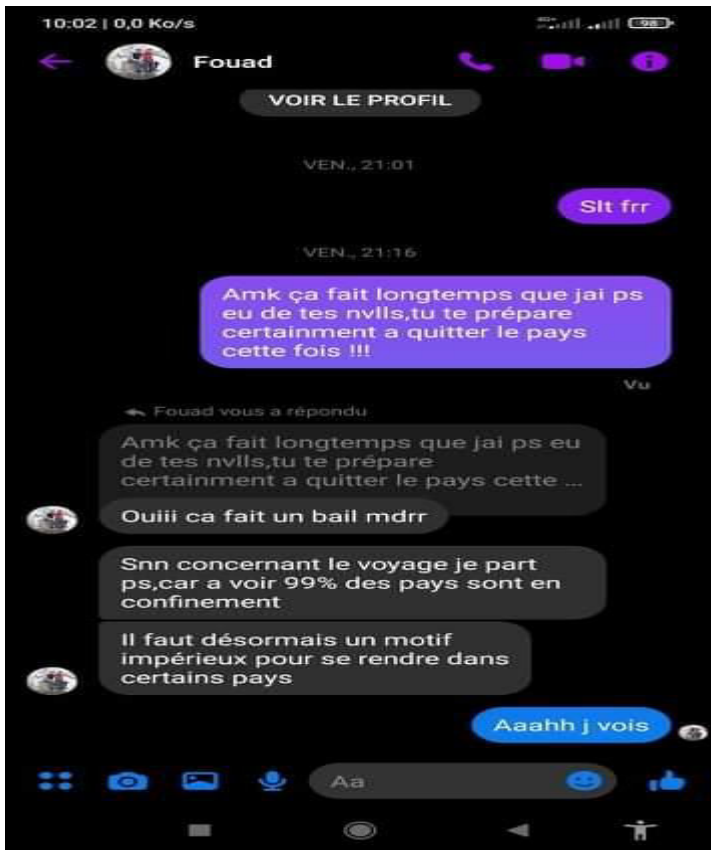 10:02 | 0,0 Ko/s
98
Fouad
VOIR LE PROFIL
VEN., 21:01
Slt frr
VEN., 21:16
Amk ça fait longtemps que jai ps
eu de tes nvlls,tu te prépare
certainment a quitter le pays
cette fois !!!
Vu
Fouad vous a répondu
Amk ça fait longtemps que jai ps eu
de tes nvlls,tu te prépare
certainment a quitter le pays cette ...
Ouiii ca fait un bail mdrr
Snn concernant le voyage je part
ps,car a voir 99% des pays sont en
confinement
Il faut désormais un motif
impérieux pour se rendre dans
certains pays
Aaahh j vois
Aa